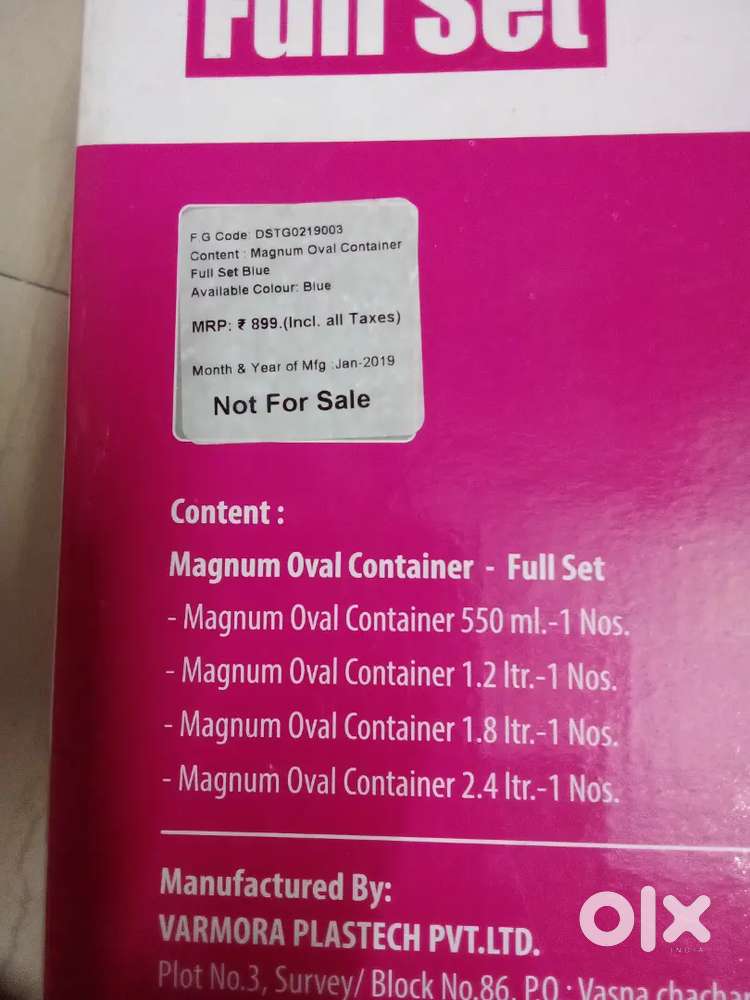 Full Set
F.G Code: DSTG0219003
Content : Magnum Oval Container
Full Set Blue
Available Colour: Blue
MRP: ₹ 899.(Incl. all Taxes)
Month & Year of Mfg :Jan-2019
Not For Sale
Content :
Magnum Oval Container - Full Set
- Magnum Oval Container 550 ml.-1 Nos.
- Magnum Oval Container 1.2 ltr.-1 Nos.
- Magnum Oval Container 1.8 ltr.-1 Nos.
- Magnum Oval Container 2.4 ltr.-1 Nos.
Manufactured By:
VARMORA PLASTECH PVT.LTD.
Plot No.3, Survey/ Block No.86, P.O : Vasna
olx
INDIA